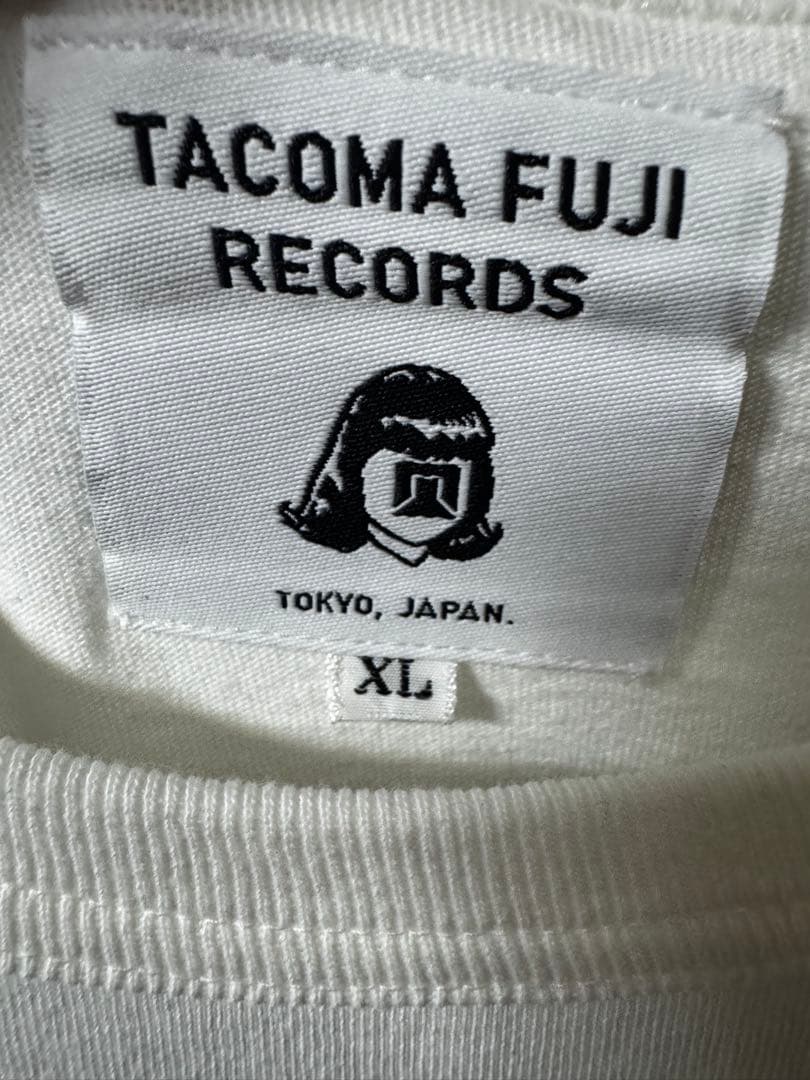 TACOMA FUJI
RECORDS
TOKYO, JAPAN.
XL